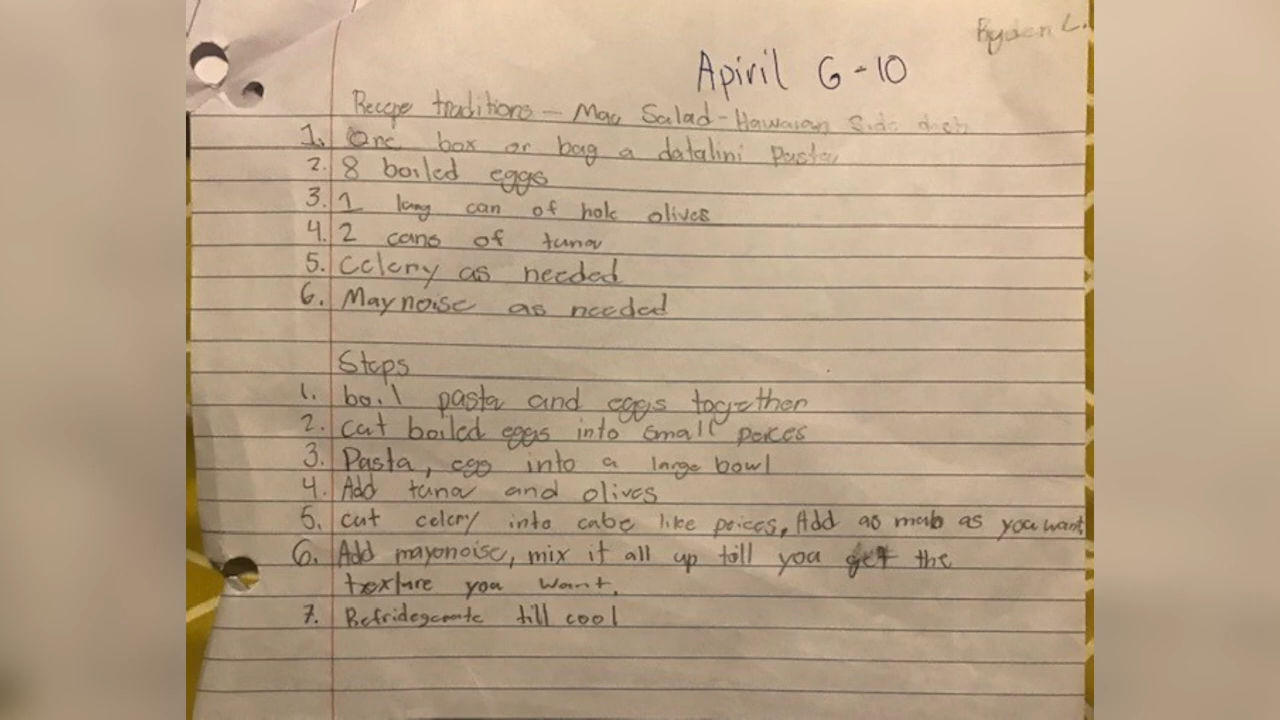 Ryden L.
Apiril 6-10
Recepe traditions - Mac Salad - Hawaiian Side dish
1. One box or bag a datalini Pasta
2. 8 boiled eggs
3. 1 larg can of hole olives
4. 2 cans of tuna
5. Celery as needed
6. Maynoise as needed
Steps
1. boil pasta and eggs together
2. cut boiled eggs into small peices
3. Pasta, egg into a large bowl
4. Add tuna and olives
5. cut celery into cube like peices, Add as as you want
6. Add mayonoise, mix it all up till you get the
texture you want.
7. Refridgerate till cool